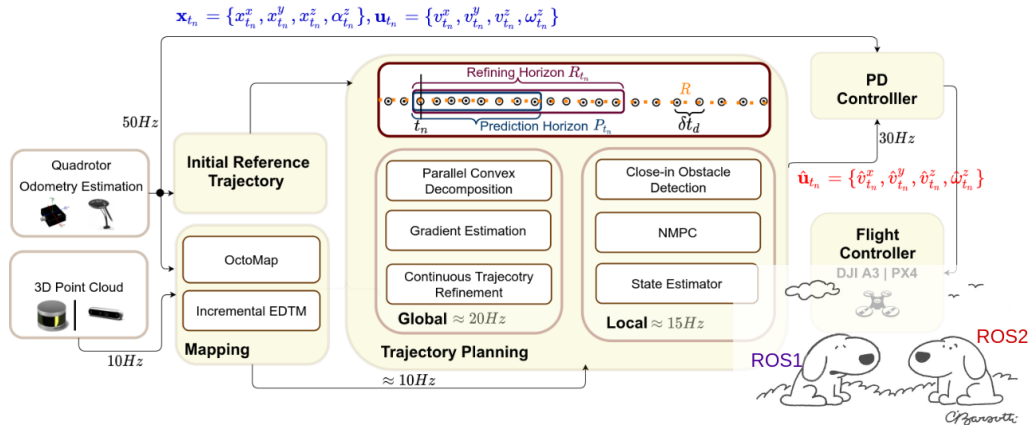 𝐱_{t_n} = {x^x_{t_n}, x^y_{t_n}, x^z_{t_n}, α^z_{t_n}}, 𝐮_{t_n} = {v^x_{t_n}, v^y_{t_n}, v^z_{t_n}, ω^z_{t_n}}
50Hz
Quadrotor
Odometry Estimation
3D Point Cloud
10Hz
Initial Reference
Trajectory
OctoMap
Incremental EDTM
Mapping
≈ 10Hz
Refining Horizon R_{t_n}
R
t_n
Prediction Horizon P_{t_n}
δt_d
Parallel Convex
Decomposition
Gradient Estimation
Continuous Trajecotry
Refinement
Global ≈ 20Hz
Close-in Obstacle
Detection
NMPC
State Estimator
Local ≈ 15Hz
Trajectory Planning
PD
Controlller
30Hz
𝐮̂_{t_n} = {v̂^x_{t_n}, v̂^y_{t_n}, v̂^z_{t_n}, ω̂^z_{t_n}}
Flight
Controller
DJI A3 | PX4
ROS1
ROS2
CBarsotti